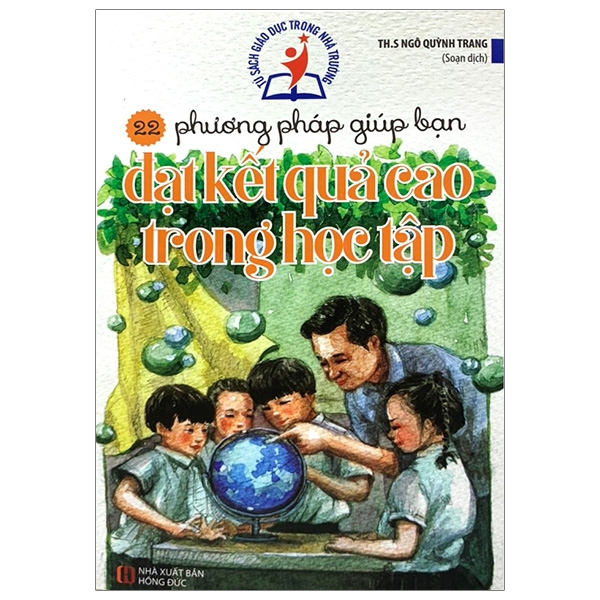 TỦ SÁCH GIÁO DỤC TRONG NHÀ TRƯỜNG
TH.S NGÔ QUỲNH TRANG
(Soạn dịch)
22 phương pháp giúp bạn
đạt kết quả cao
trong học tập
NHÀ XUẤT BẢN
HỒNG ĐỨC